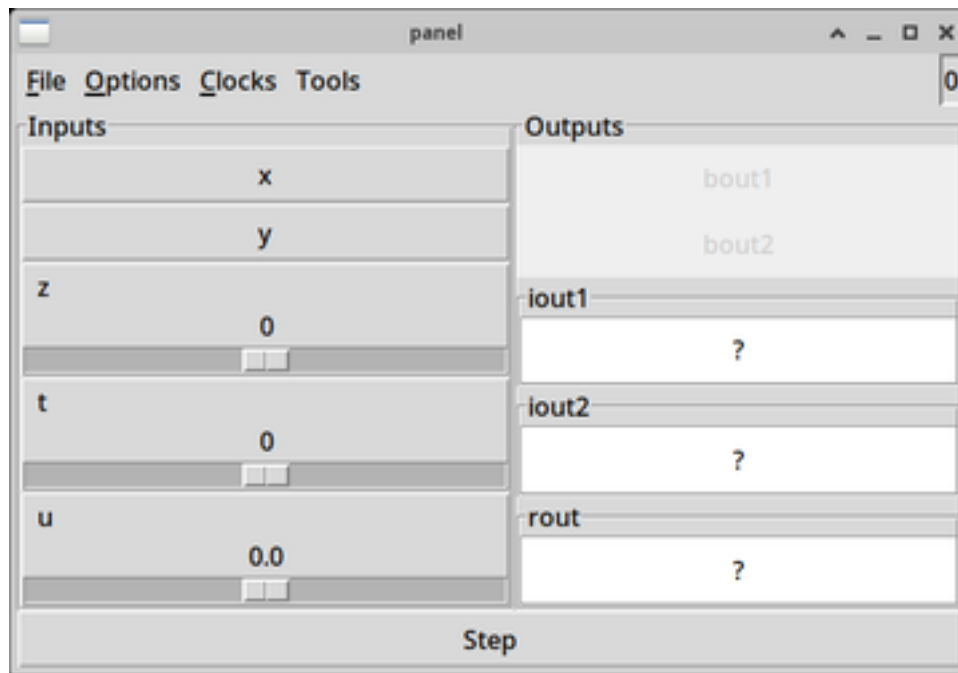 panel
File Options Clocks Tools 0
Inputs
x
y
z
0
t
0
u
0.0
Outputs
bout1
bout2
iout1
?
iout2
?
rout
?
Step